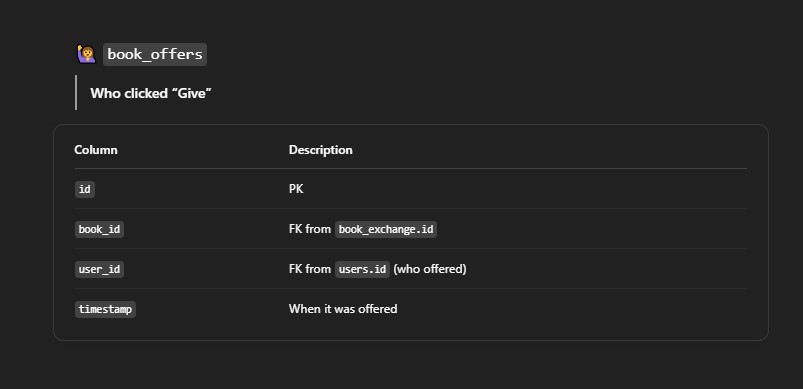 book_offers
Who clicked “Give”
Column Description
id PK
book_id FK from book_exchange.id
user_id FK from users.id (who offered)
timestamp When it was offered